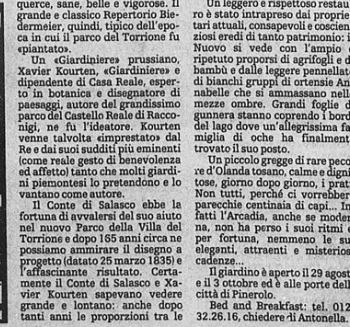 querce, sane, belle e vigorose. Il
grande e classico Repertorio Bie-
dermeier, quindi, tipico dell'epo-
ca in cui il parco del Torrione fu
«piantato».
Un «Giardiniere» prussiano,
Xavier Kourten, «Giardiniere» e
dipendente di Casa Reale, esper-
to in botanica e disegnatore di
paesaggi, autore del grandissimo
parco del Castello Reale di Racco-
nigi, ne fu l'ideatore. Kourten
venne talvolta «imprestato» dal
Re e dai suoi sudditi più eminenti
(come reale gesto di benevolenza
ed affetto) tanto che molti giardi-
ni piemontesi lo pretendono e lo
vantano come autore.
Il Conte di Salasco ebbe la
fortuna di avvalersi del suo aiuto
nel nuovo Parco della Villa del
Torrione e dopo 165 anni circa ne
possiamo ammirare il disegno a
progetto (datato 25 marzo 1835) e
l'affascinante risultato. Certa-
mente il Conte di Salasco e Xa-
vier Kourten sapevano vedere
grande e lontano: anche dopo
tanti anni le proporzioni tra le
Un leggero e rispettoso restau
ro è stato intrapreso dai proprie
tari attuali, consapevoli e coscien
ziosi eredi di tanto patrimonio: i
Nuovo si vede con l'ampio e
ripetuto proporsi di agrifogli e d
bambù e dalle leggere pennellat
di bianchi gruppi di ortensie An
nabelle che si ammassano nell
mezze ombre. Grandi foglie d
gunnera stanno coprendo i bord
del lago dove un'allegrissima fa
miglia di oche ha finalment
trovato il suo posto.
Un piccolo gregge di rare peco
re d'Olanda tosano, calme e digni
tose, giorno dopo giorno, i prat
Non tutti, perché ci vorrebber
parecchie centinaia di capi... In
fatti l'Arcadia, anche se moder
na, non ha perso i suoi ritmi e
per fortuna, nemmeno le su
eleganti, attraenti e misterios
cadenze...
Il giardino è aperto il 29 agost
e il 3 ottobre ed è alle porte dell
città di Pinerolo.
Bed and Breakfast: tel. 012
32.26.16, chiedere di Antonella.